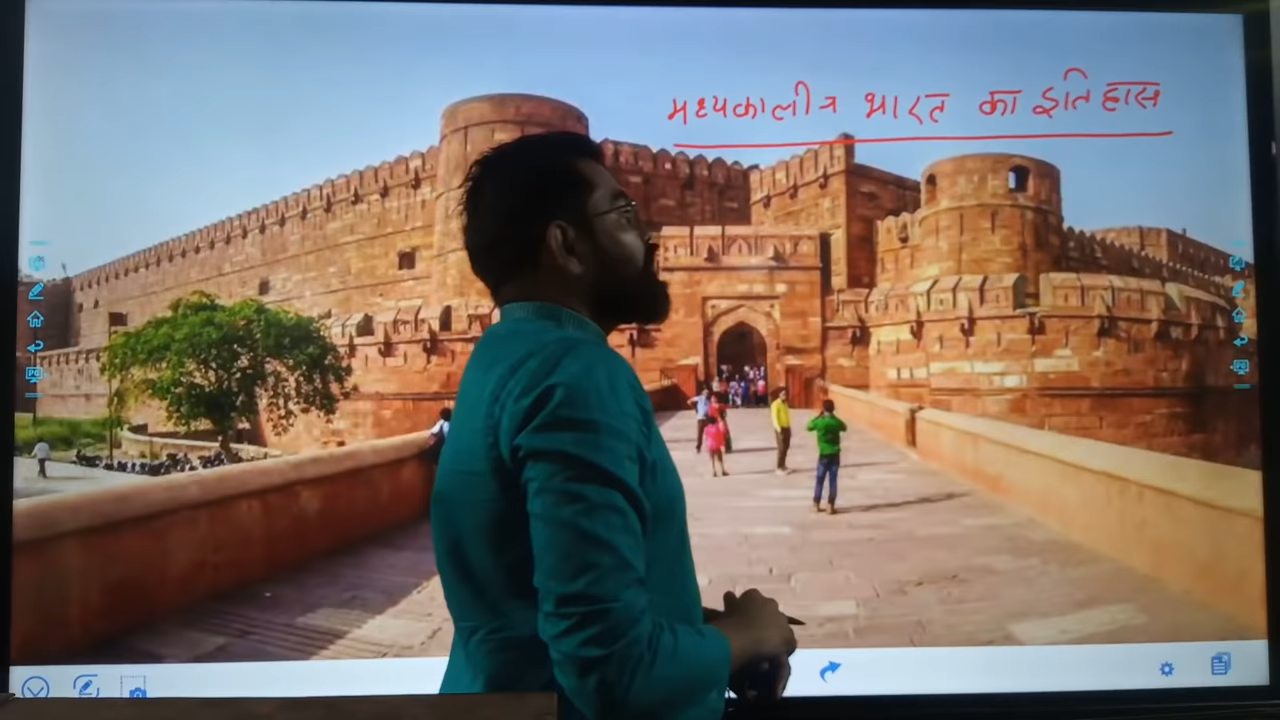 मध्यकालीन भारत का इतिहास